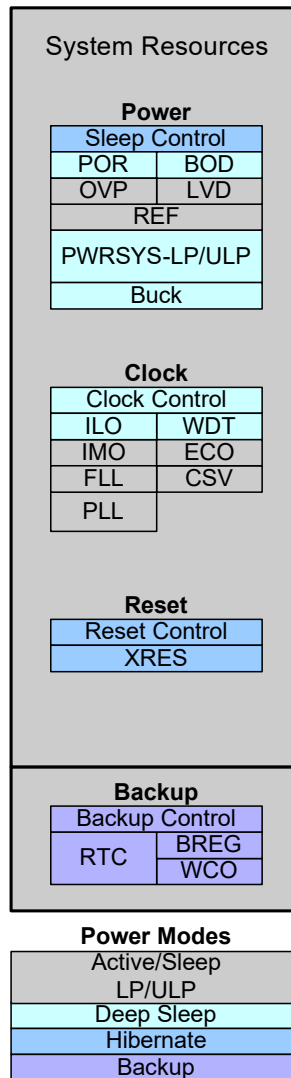 System Resources
Power
Sleep Control
POR BOD
OVP LVD
REF
PWRSYS-LP/ULP
Buck
Clock
Clock Control
ILO WDT
IMO ECO
FLL CSV
PLL
Reset
Reset Control
XRES
Backup
Backup Control
RTC
BREG
WCO
Power Modes
Active/Sleep
LP/ULP
Deep Sleep
Hibernate
Backup